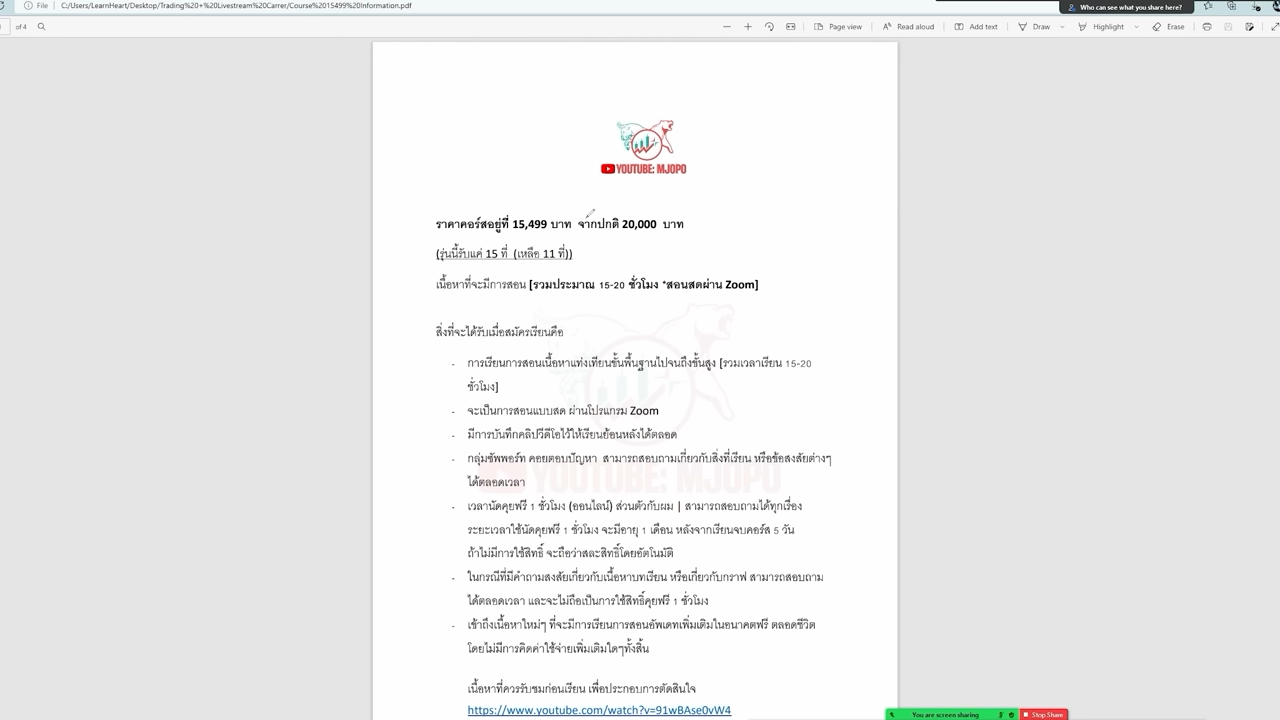 File C:/Users/LearnHeart/Desktop/Trading%20+%20Livestream%20Carrer/Course%2015499%20Information.pdf
Who can see what you share here?
of 4
Page view
Read aloud
Add text
Draw
Highlight
Erase
YOUTUBE: MJOPO
ราคาคอร์สอยู่ที่ 15,499 บาท จากปกติ 20,000 บาท
(รุ่นนี้รับแค่ 15 ที่ (เหลือ 11 ที่))
เนื้อหาที่จะมีการสอน [รวมประมาณ 15-20 ชั่วโมง *สอนสดผ่าน Zoom]
สิ่งที่จะได้รับเมื่อสมัครเรียนคือ
- การเรียนการสอนเนื้อหาแท่งเทียนขั้นพื้นฐานไปจนถึงขั้นสูง [รวมเวลาเรียน 15-20
ชั่วโมง]
- จะเป็นการสอนแบบสด ผ่านโปรแกรม Zoom
- มีการบันทึกคลิปวีดีโอไว้ให้เรียนย้อนหลังได้ตลอด
- กลุ่มซัพพอร์ท คอยตอบปัญหา สามารถสอบถามเกี่ยวกับสิ่งที่เรียน หรือข้อสงสัยต่างๆ
ได้ตลอดเวลา
YOUTUBE: MJOPO
- เวลานัดคุยฟรี 1 ชั่วโมง (ออนไลน์) ส่วนตัวกับผม | สามารถสอบถามได้ทุกเรื่อง
ระยะเวลาใช้นัดคุยฟรี 1 ชั่วโมง จะมีอายุ 1 เดือน หลังจากเรียนจบคอร์ส 5 วัน
ถ้าไม่มีการใช้สิทธิ์ จะถือว่าสละสิทธิ์โดยอัตโนมัติ
- ในกรณีที่มีคำถามสงสัยเกี่ยวกับเนื้อหาบทเรียน หรือเกี่ยวกับกราฟ สามารถสอบถาม
ได้ตลอดเวลา และจะไม่ถือเป็นการใช้สิทธิ์คุยฟรี 1 ชั่วโมง
- เข้าถึงเนื้อหาใหม่ๆ ที่จะมีการเรียนการสอนอัพเดทเพิ่มเติมในอนาคตฟรี ตลอดชีวิต
โดยไม่มีการคิดค่าใช้จ่ายเพิ่มเติมใดๆทั้งสิ้น
เนื้อหาที่ควรรับชมก่อนเรียน เพื่อประกอบการตัดสินใจ
https://www.youtube.com/watch?v=91wBAse0vW4
You are screen sharing
Stop Share